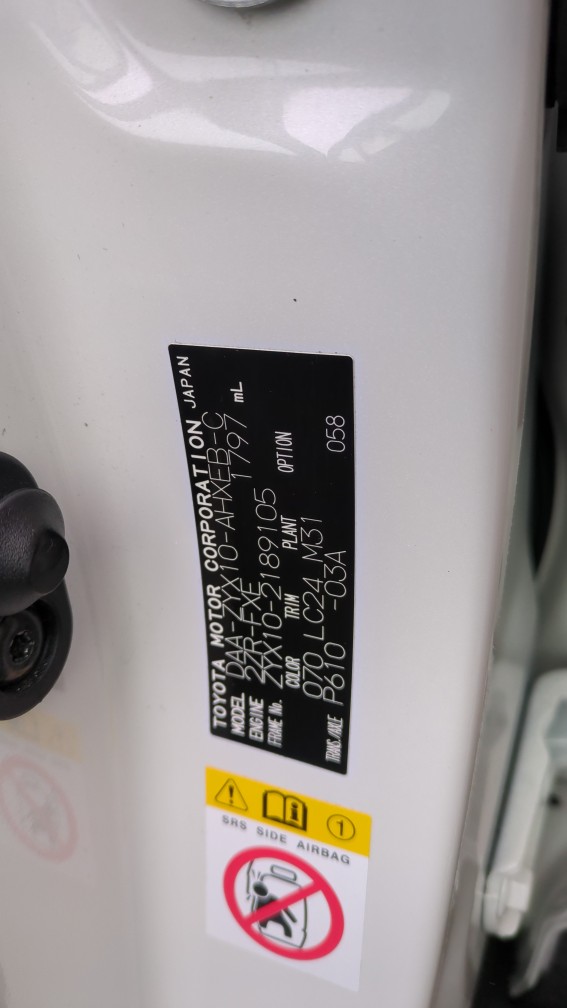 TOYOTA MOTOR CORPORATION JAPAN
MODEL DAA-ZYX10-AHXEB-C
ENGINE 2ZR-FXE 1797 mL
FRAME No. ZYX10-2189105
COLOR TRIM PLANT OPTION
070 LC24 M31 058
TRANS./AXLE P610 -03A
1
SRS SIDE AIRBAG